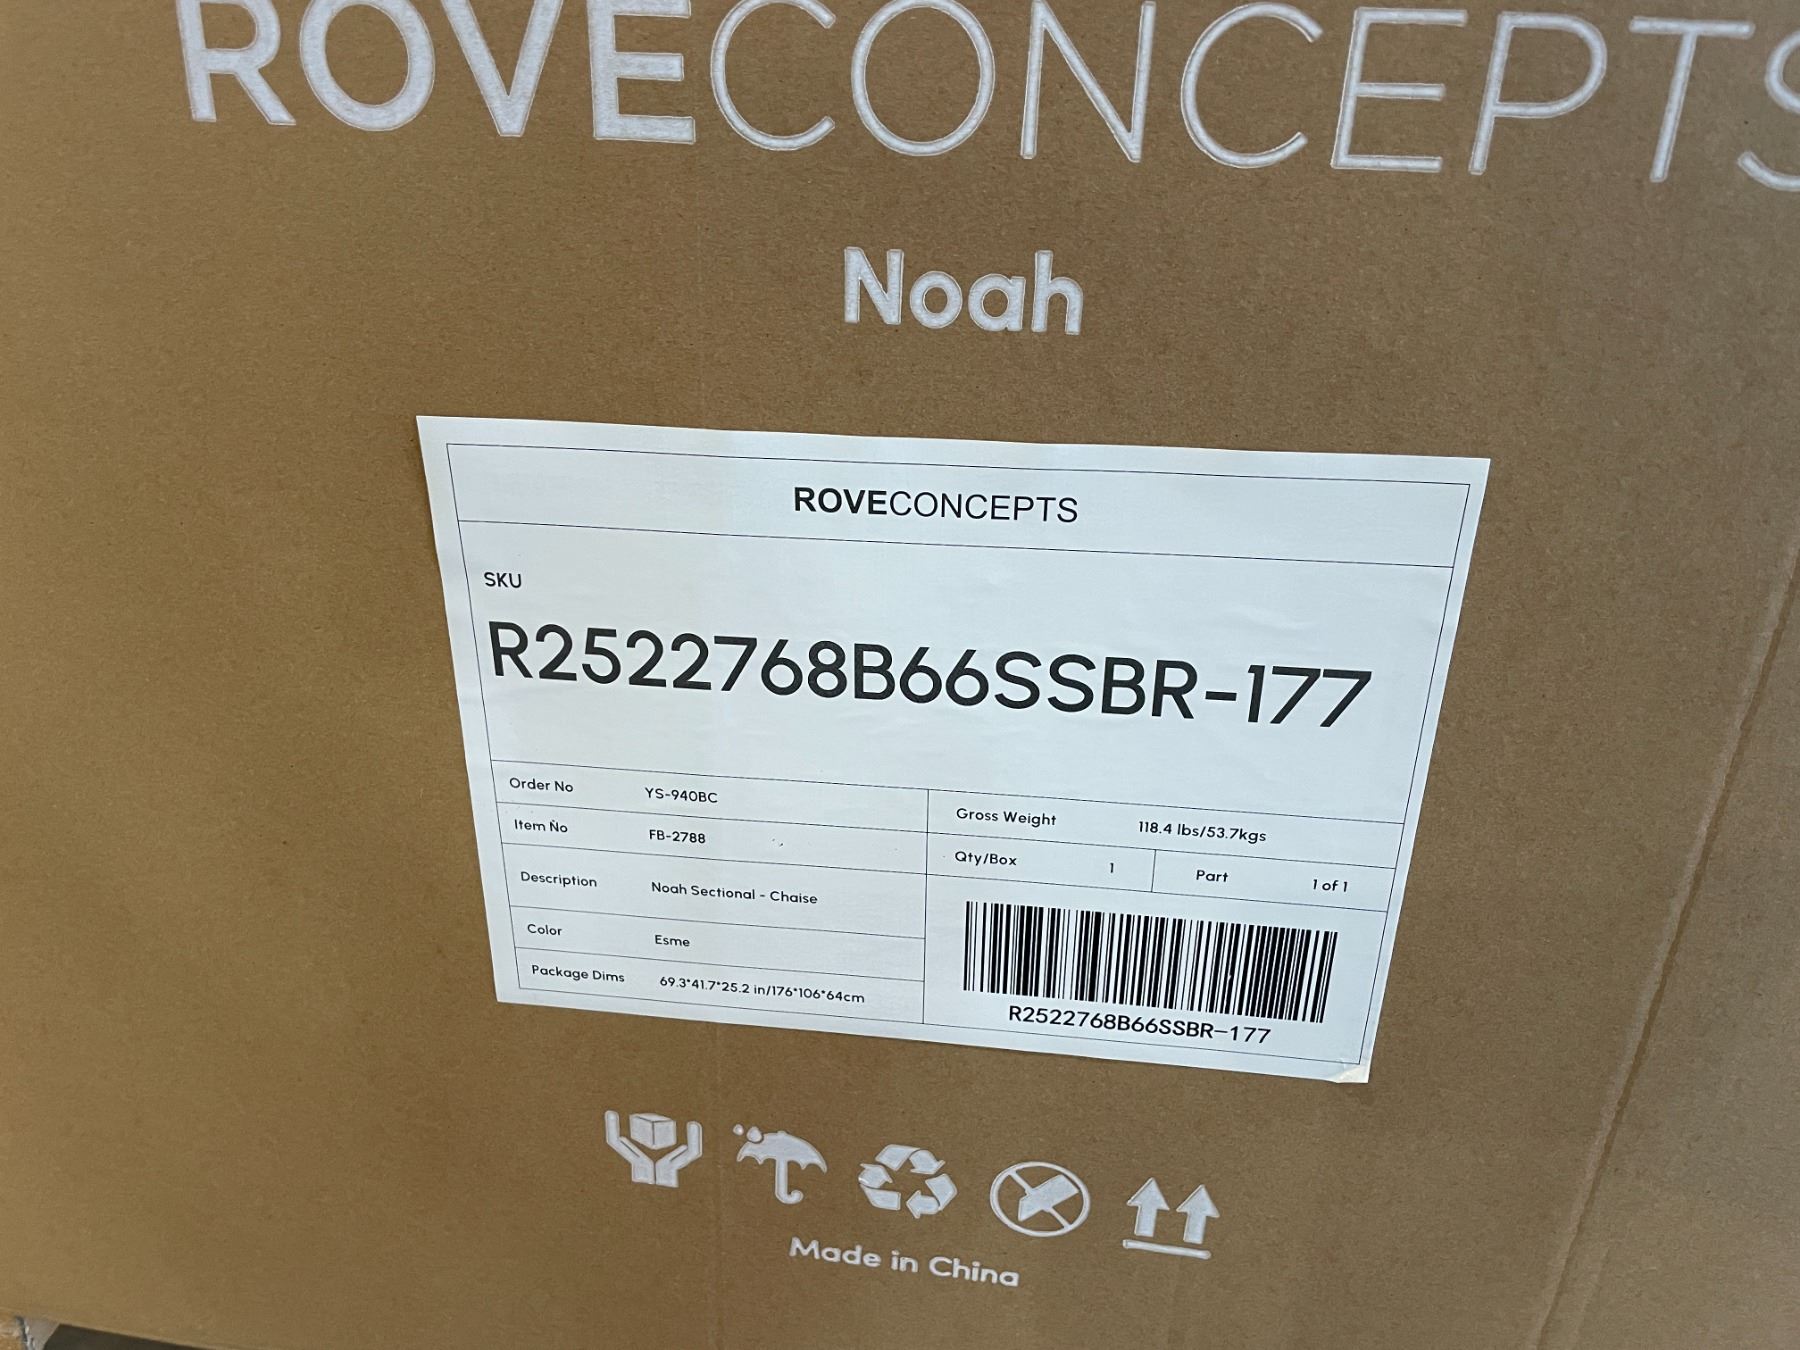 ROVECONCEPTS
Noah
ROVECONCEPTS
SKU
R2522768B66SSBR-177
Order No YS-940BC
Item No FB-2788
Description Noah Sectional - Chaise
Color Esme
Package Dims 69.3*41.7*25.2 in/176*106*64cm
Gross Weight 118.4 lbs/53.7kgs
Qty/Box 1 Part 1 of 1
R2522768B66SSBR-177
Made in China